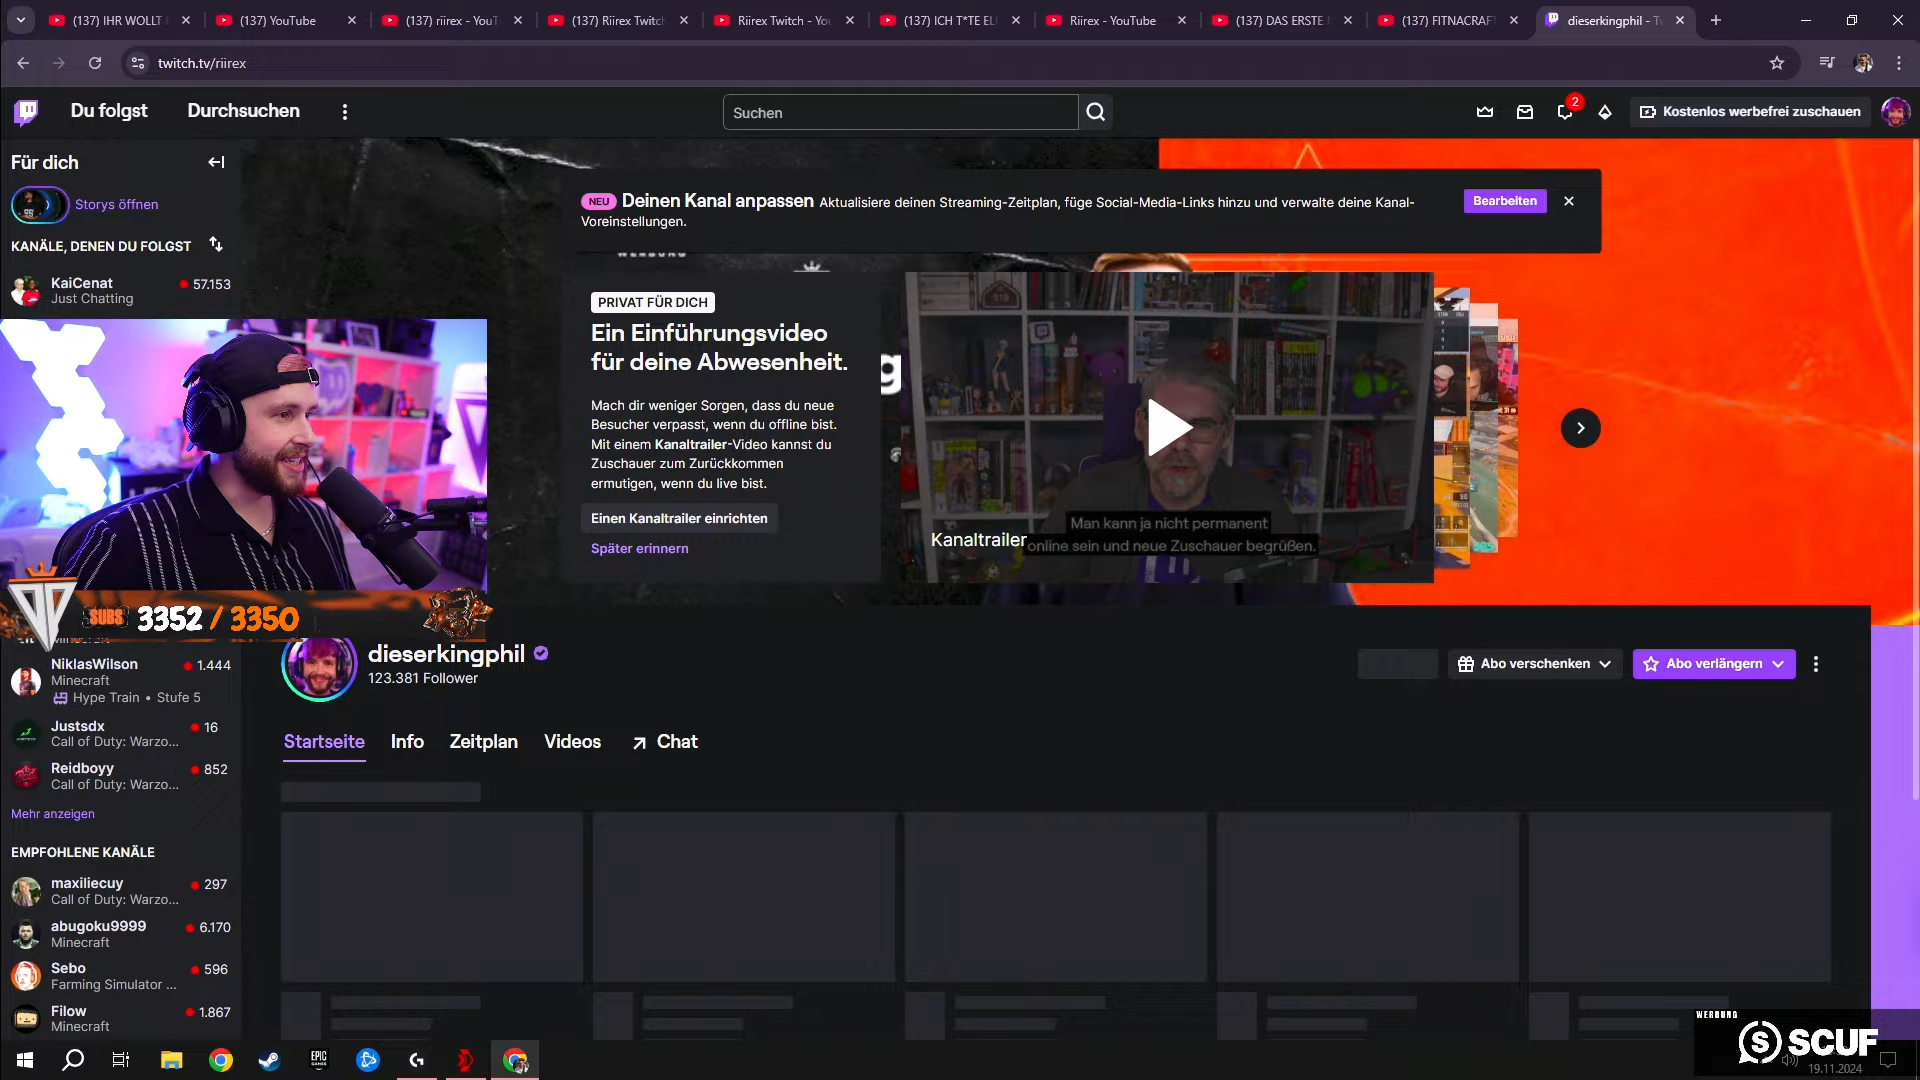 (137) IHR WOLLT
(137) YouTube
(137) riirex - YouT
(137) Riirex Twitch
Riirex Twitch - You
(137) ICH T*TE EL
Riirex - YouTube
(137) DAS ERSTE
(137) FITNACRAF
dieserkingphil - Tw
twitch.tv/riirex
Du folgst
Durchsuchen
Suchen
2
Kostenlos werbefrei zuschauen
Für dich
Storys öffnen
KANÄLE, DENEN DU FOLGST
KaiCenat
57.153
Just Chatting
NEU Deinen Kanal anpassen Aktualisiere deinen Streaming-Zeitplan, füge Social-Media-Links hinzu und verwalte deine Kanal-
Voreinstellungen.
Bearbeiten
WERBUNG
PRIVAT FÜR DICH
Ein Einführungsvideo
für deine Abwesenheit.
Mach dir weniger Sorgen, dass du neue
Besucher verpasst, wenn du offline bist.
Mit einem Kanaltrailer-Video kannst du
Zuschauer zum Zurückkommen
ermutigen, wenn du live bist.
Einen Kanaltrailer einrichten
Später erinnern
Kanaltrailer
Man kann ja nicht permanent
online sein und neue Zuschauer begrüßen.
SUBS 3352 / 3350
dieserkingphil
123.381 Follower
Abo verschenken
Abo verlängern
Startseite
Info
Zeitplan
Videos
Chat
NiklasWilson
1.444
Minecraft
Hype Train • Stufe 5
Justsdx
16
Call of Duty: Warzo...
Reidboyy
852
Call of Duty: Warzo...
Mehr anzeigen
EMPFOHLENE KANÄLE
maxiliecuy
297
Call of Duty: Warzo...
abugoku9999
6.170
Minecraft
Sebo
596
Farming Simulator ...
Filow
1.867
Minecraft
EPIC
GAMES
WERBUNG
SCUF
19.11.2024